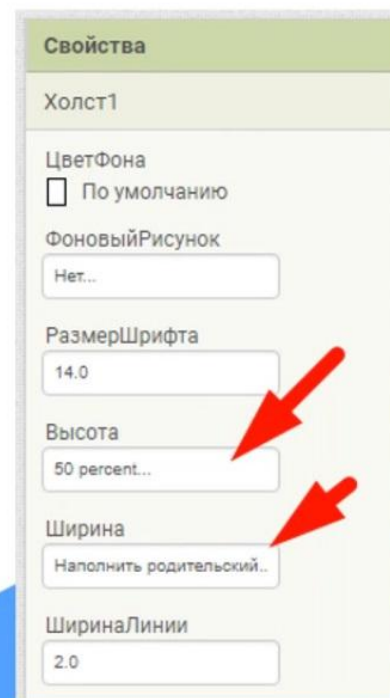 Свойства
Холст1
ЦветФона
По умолчанию
ФоновыйРисунок
Нет...
РазмерШрифта
14.0
Высота
50 percent...
Ширина
Наполнить родительский..
ШиринаЛинии
2.0